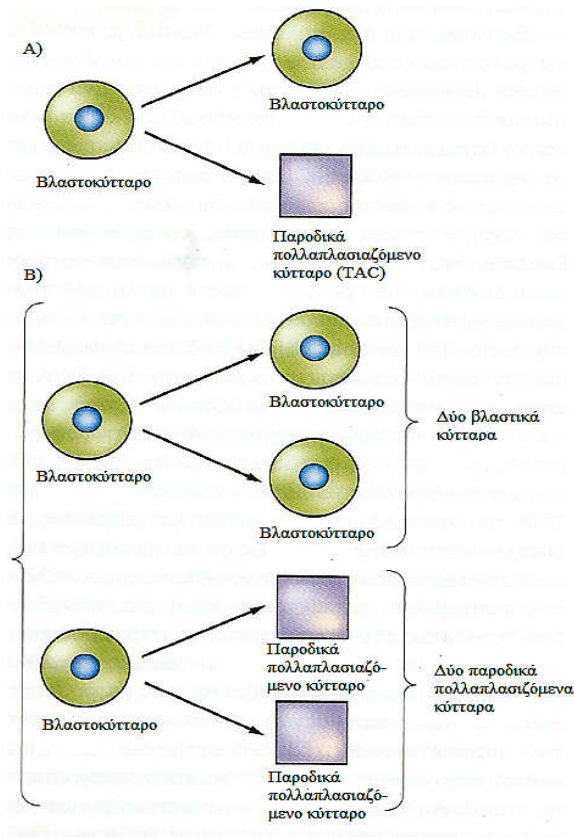 A)
Βλαστοκύτταρο
Βλαστοκύτταρο
Παροδικά
πολλαπλασιαζόμενο
κύτταρο (TAC)
B)
Βλαστοκύτταρο
Βλαστοκύτταρο
Βλαστοκύτταρο
Δύο βλαστικά
κύτταρα
Βλαστοκύτταρο
Παροδικά
πολλαπλασιαζό-
μενο κύτταρο
Παροδικά
πολλαπλασιαζό-
μενο κύτταρο
Δύο παροδικά
πολλαπλασιζόμενα
κύτταρα